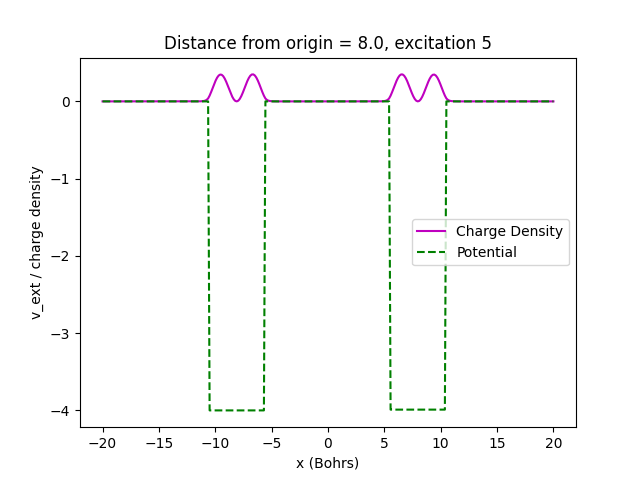 Distance from origin = 8.0, excitation 5
v_ext / charge density
0
−1
−2
−3
−4
Charge Density
Potential
−20 −15 −10 −5 0 5 10 15 20
x (Bohrs)